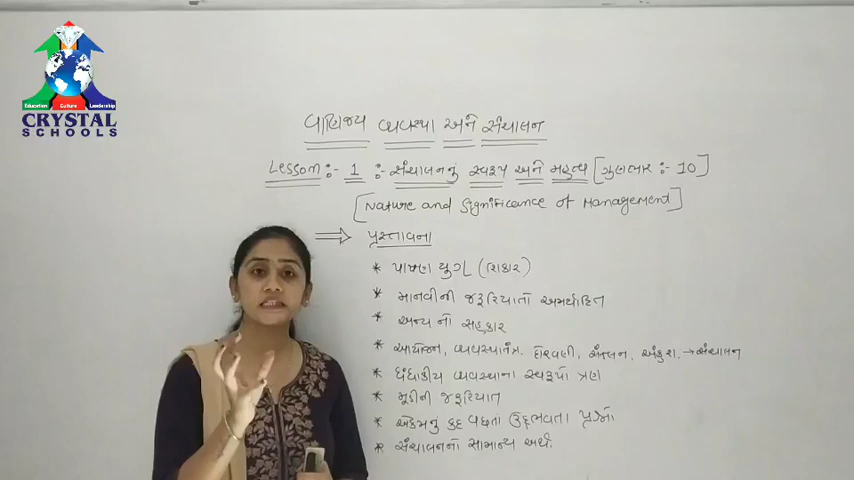 Education Culture Leadership
CRYSTAL
SCHOOLS
વાણિજ્ય વ્યવસ્થા અને સંચાલન
Lesson :- 1 :- સંચાલનનું સ્વરૂપ અને મહત્વ [ગુણભાર :- 10]
[Nature and Significance of Management]
⇒ પ્રસ્તાવના
* પાષાણ યુગ (શિકાર)
* માનવીની જરૂરિયાતો અમર્યાદિત
* અન્ય નો સહકાર
* આયોજન, વ્યવસ્થાતંત્ર, દોરવણી, સંકલન, અંકુશ. → સંચાલન
* ધંધાકીય વ્યવસ્થાના સ્વરૂપો ત્રણ
* મૂડીની જરૂરિયાત
* એકમનું કદ વધતાં ઉદ્દભવતા પ્રશ્નો
* સંચાલનનો સામાન્ય અર્થ.